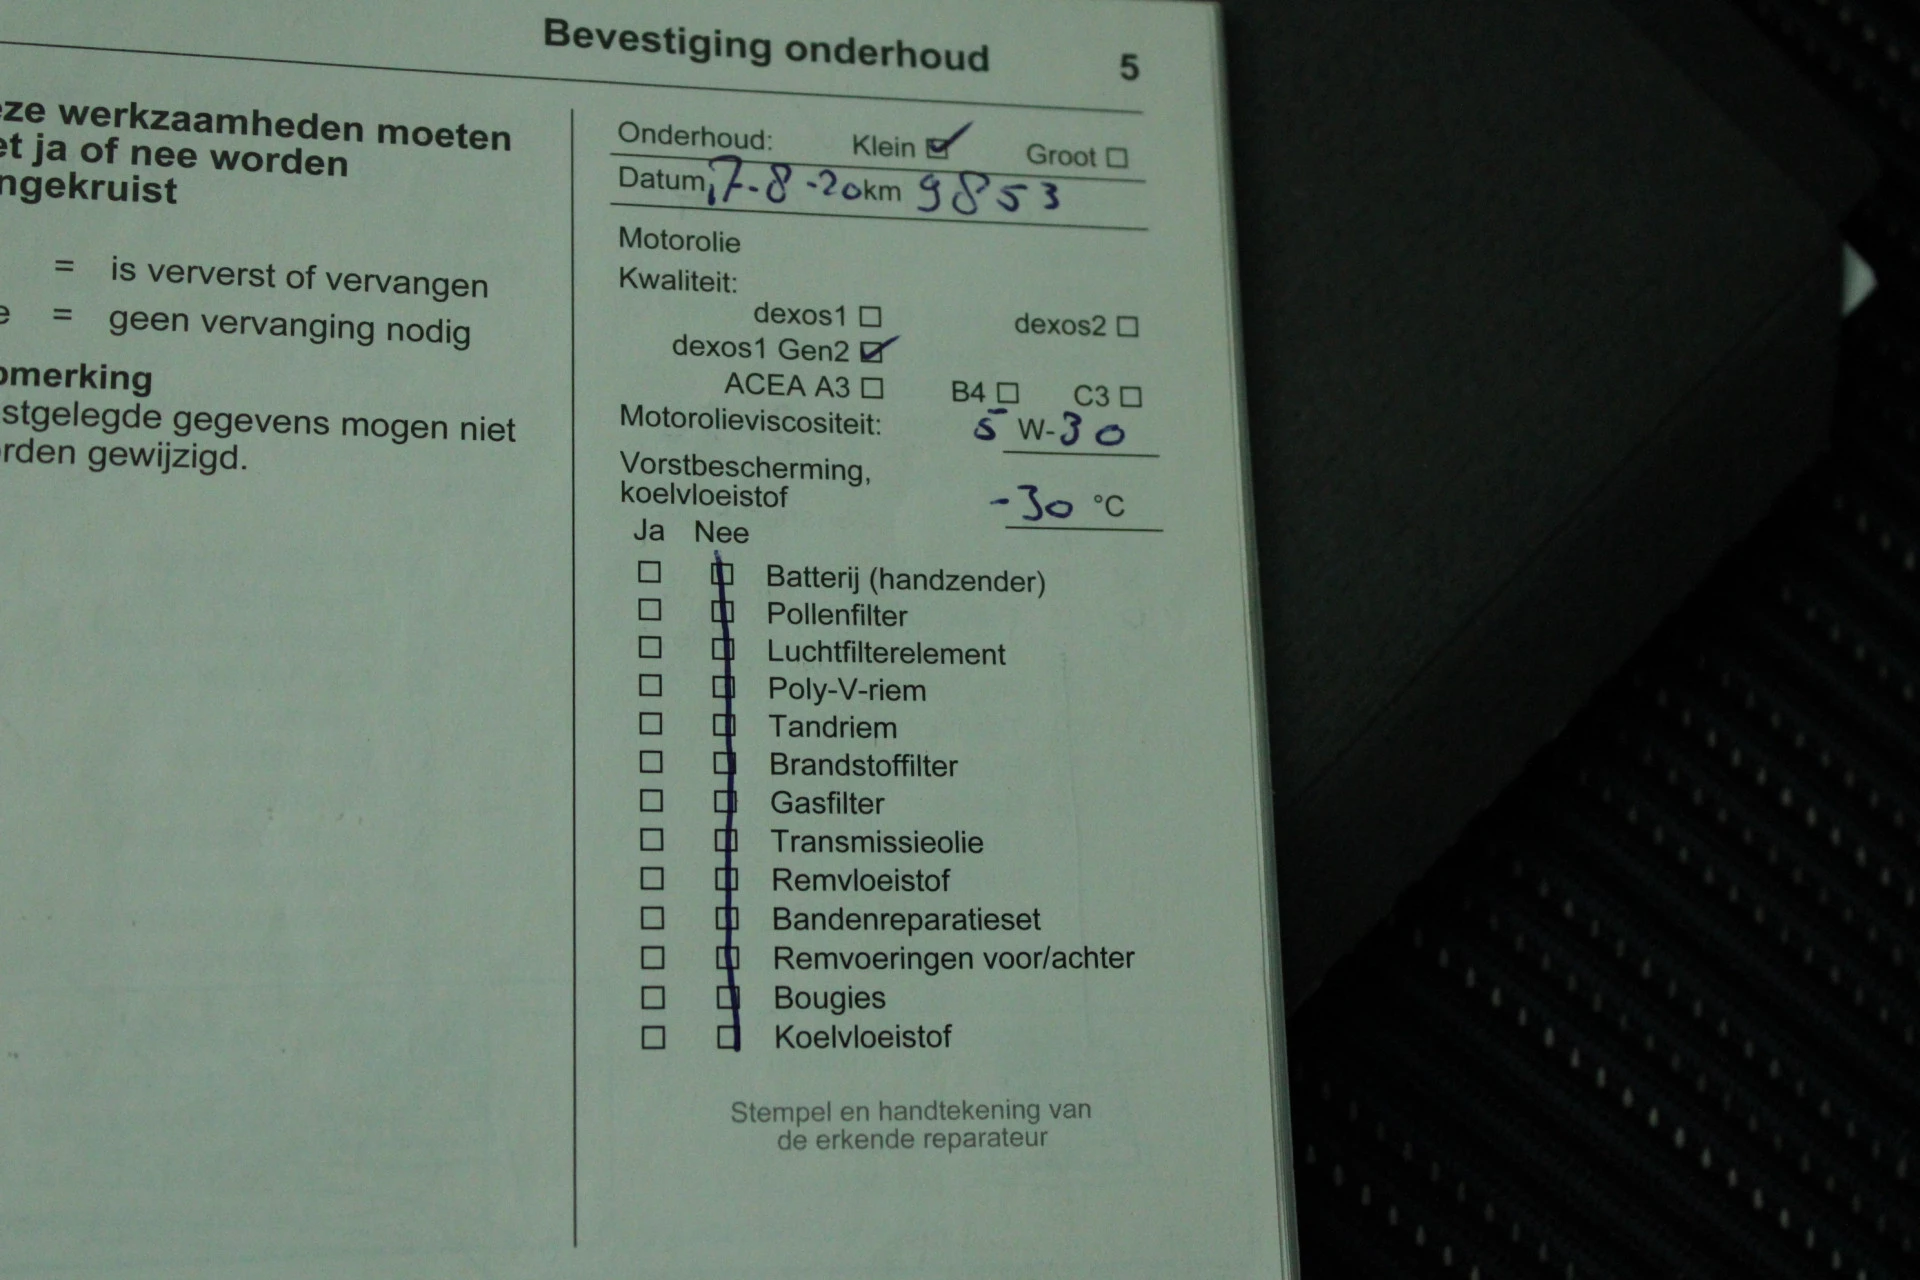 Bevestiging onderhoud 5
ze werkzaamheden moeten
et ja of nee worden
ngekruist
= is ververst of vervangen
e = geen vervanging nodig
pmerking
stgelegde gegevens mogen niet
rden gewijzigd.
Onderhoud: Klein ☑ Groot ☐
Datum 17-8-20 km 9853
Motorolie
Kwaliteit:
dexos1 ☐ dexos2 ☐
dexos1 Gen2 ☑
ACEA A3 ☐ B4 ☐ C3 ☐
Motorolieviscositeit: 5 W-30
Vorstbescherming,
koelvloeistof -30 °C
Ja Nee
Batterij (handzender)
Pollenfilter
Luchtfilterelement
Poly-V-riem
Tandriem
Brandstoffilter
Gasfilter
Transmissieolie
Remvloeistof
Bandenreparatieset
Remvoeringen voor/achter
Bougies
Koelvloeistof
Stempel en handtekening van
de erkende reparateur